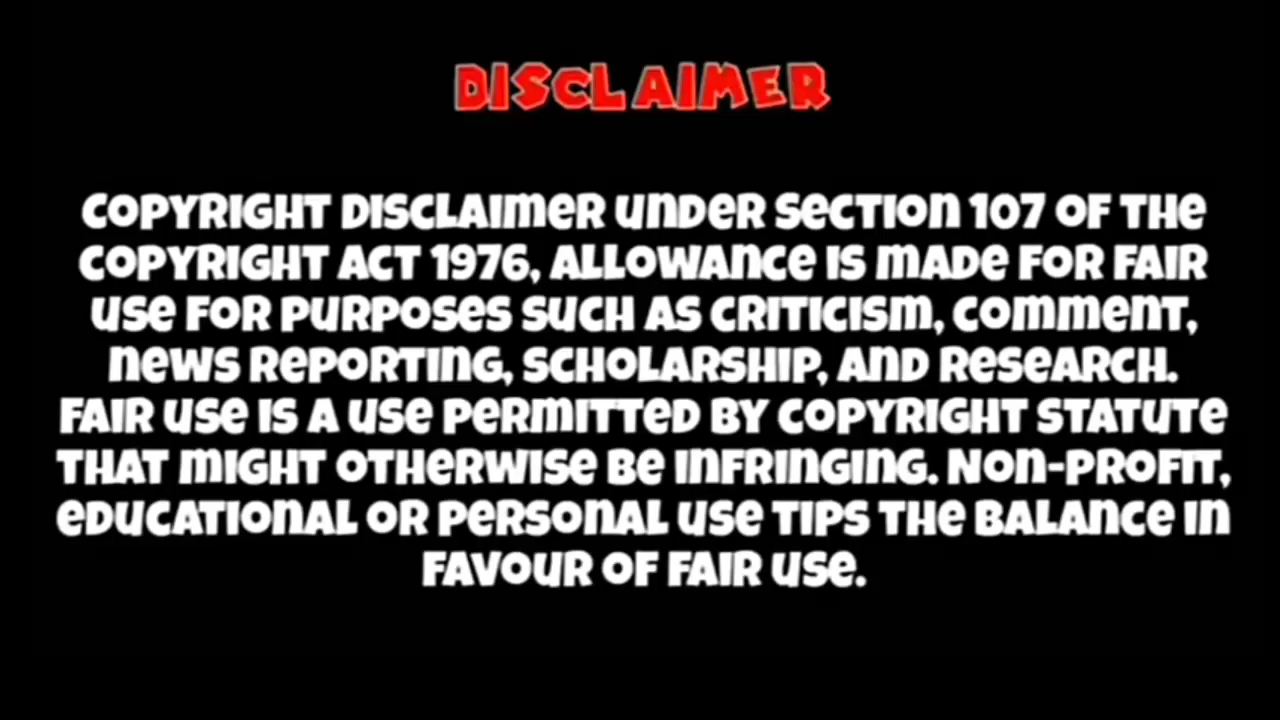 DISCLAIMER
COPYRIGHT DISCLAIMER UNDER SECTION 107 OF THE
COPYRIGHT ACT 1976, ALLOWANCE IS MADE FOR FAIR
USE FOR PURPOSES SUCH AS CRITICISM, COMMENT,
NEWS REPORTING, SCHOLARSHIP, AND RESEARCH.
FAIR USE IS A USE PERMITTED BY COPYRIGHT STATUTE
THAT MIGHT OTHERWISE BE INFRINGING. NON-PROFIT,
EDUCATIONAL OR PERSONAL USE TIPS THE BALANCE IN
FAVOUR OF FAIR USE.